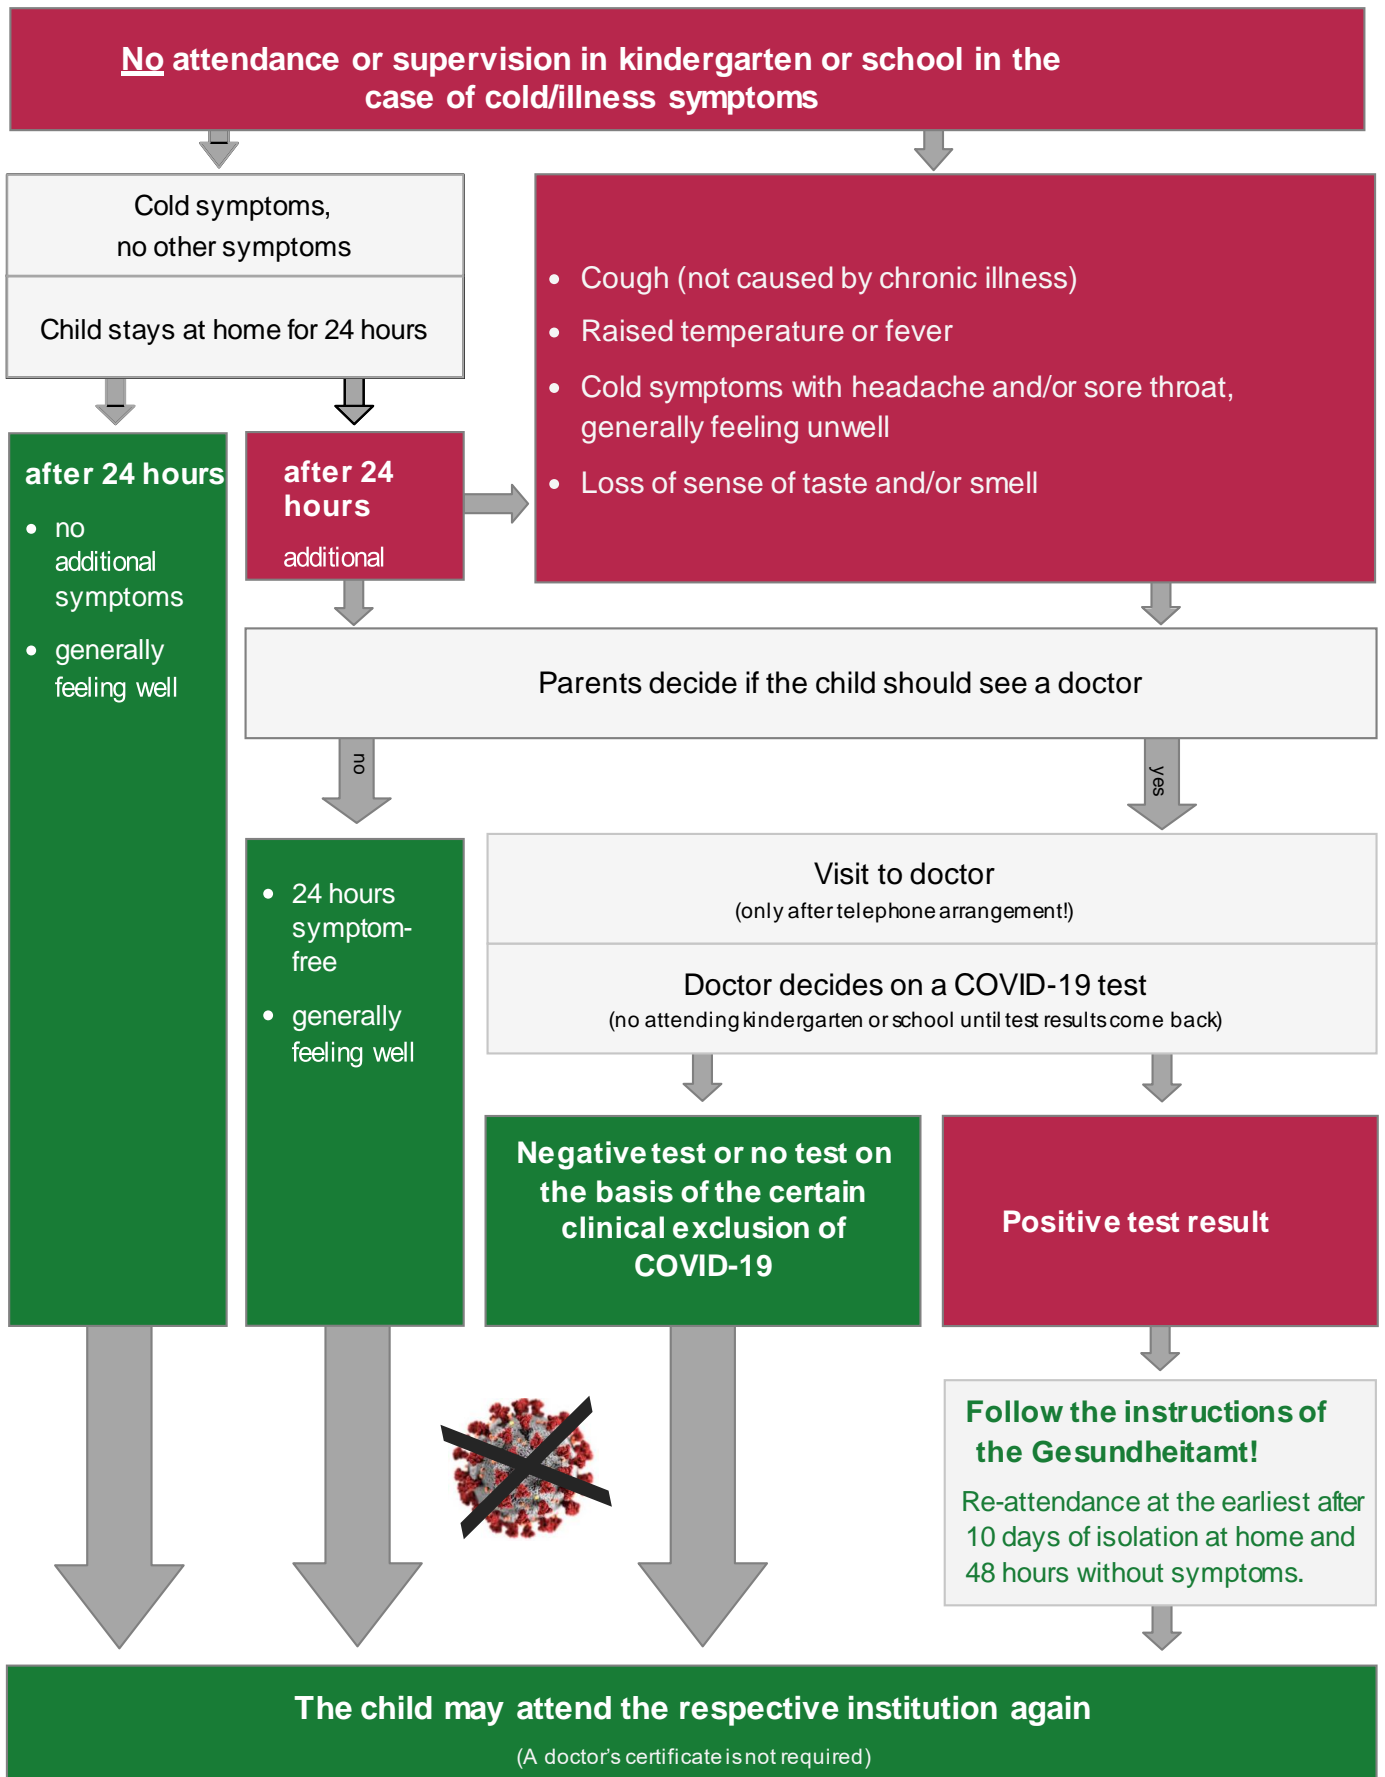 No attendance or supervision in kindergarten or school in the
case of cold/illness symptoms
Cold symptoms,
no other symptoms
Child stays at home for 24 hours
• Cough (not caused by chronic illness)
• Raised temperature or fever
• Cold symptoms with headache and/or sore throat,
generally feeling unwell
• Loss of sense of taste and/or smell
after 24 hours
• no
additional
symptoms
• generally
feeling well
after 24
hours
additional
Parents decide if the child should see a doctor
no
yes
• 24 hours
symptom-
free
• generally
feeling well
Visit to doctor
(only after telephone arrangement!)
Doctor decides on a COVID-19 test
(no attending kindergarten or school until test results come back)
Negative test or no test on
the basis of the certain
clinical exclusion of
COVID-19
Positive test result
Follow the instructions of
the Gesundheitamt!
Re-attendance at the earliest after
10 days of isolation at home and
48 hours without symptoms.
The child may attend the respective institution again
(A doctor's certificate is not required)